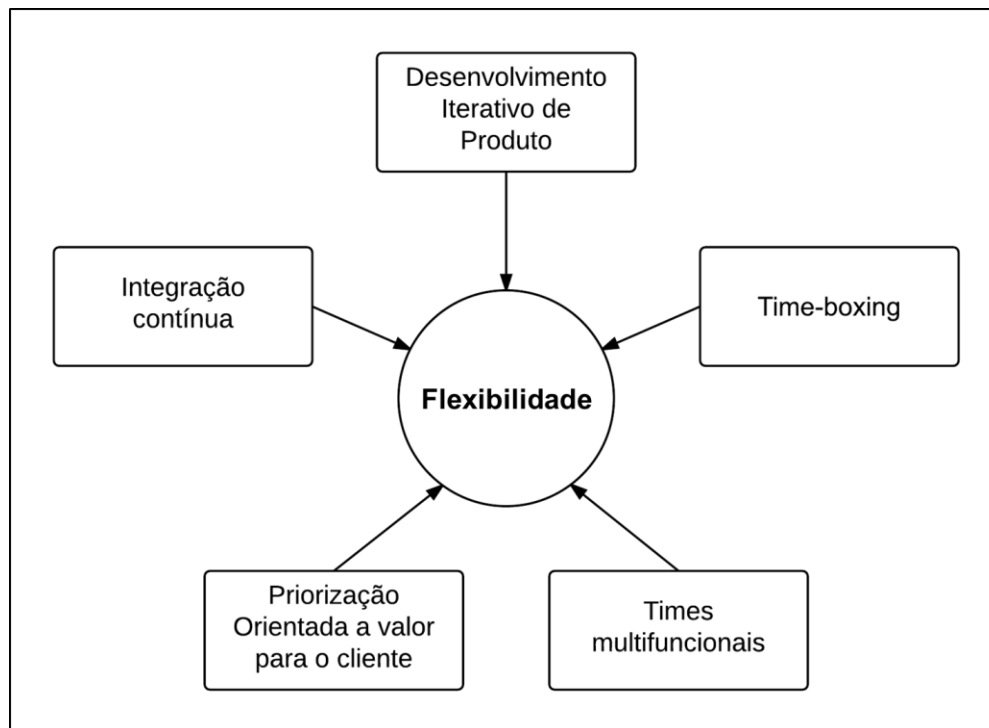 Desenvolvimento
Iterativo de
Produto
Integração
contínua
Time-boxing
Flexibilidade
Priorização
Orientada a valor
para o cliente
Times
multifuncionais